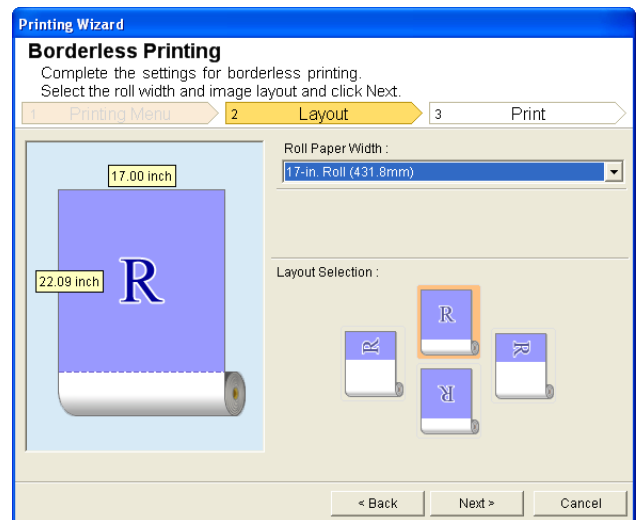 Printing Wizard
Borderless Printing
Complete the settings for borderless printing.
Select the roll width and image layout and click Next.
1 Printing Menu 2 Layout 3 Print
Roll Paper Width :
17-in. Roll (431.8mm)
17.00 inch
22.09 inch
R
Layout Selection :
R
R
R
R
< Back Next > Cancel